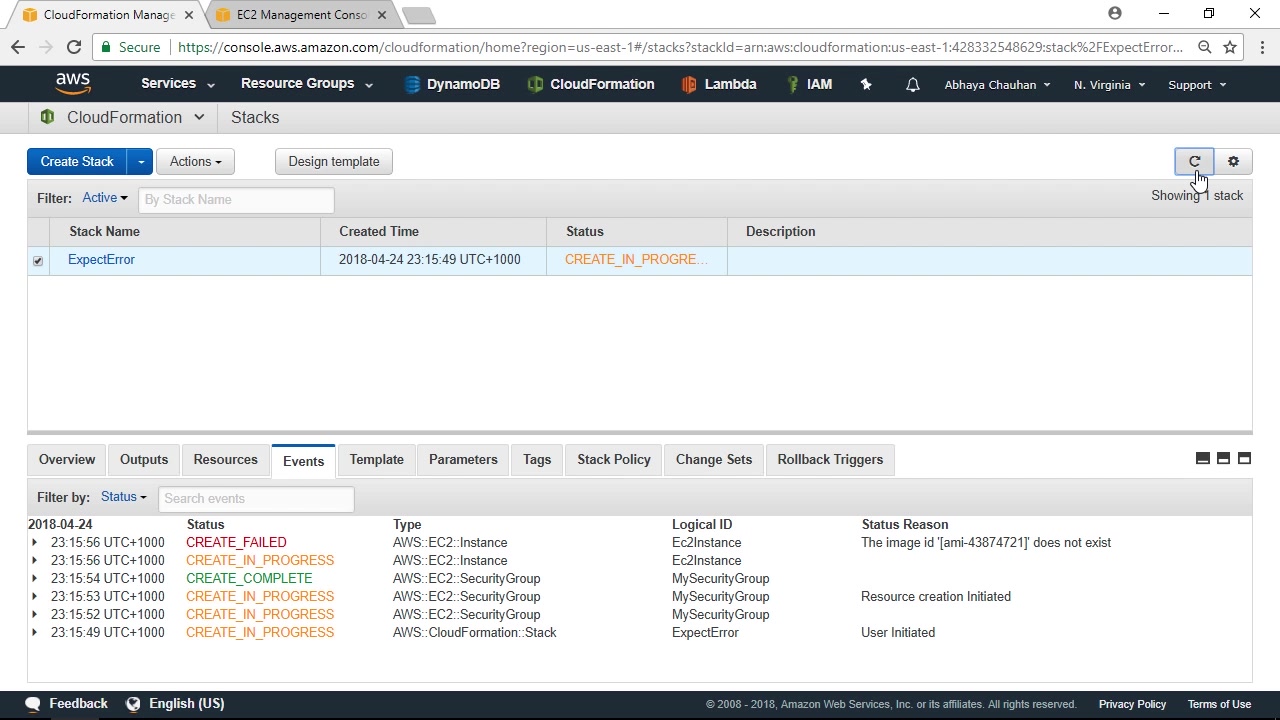 CloudFormation Manage
EC2 Management Conso
Secure https://console.aws.amazon.com/cloudformation/home?region=us-east-1#/stacks?stackId=arn:aws:cloudformation:us-east-1:428332548629:stack%2FExpectError...
aws Services Resource Groups DynamoDB CloudFormation Lambda IAM Abhaya Chauhan N. Virginia Support
CloudFormation Stacks
Create Stack Actions Design template
Filter: Active By Stack Name Showing 1 stack
Stack Name Created Time Status Description
ExpectError 2018-04-24 23:15:49 UTC+1000 CREATE_IN_PROGRE...
Overview Outputs Resources Events Template Parameters Tags Stack Policy Change Sets Rollback Triggers
Filter by: Status Search events
2018-04-24 Status Type Logical ID Status Reason
23:15:56 UTC+1000 CREATE_FAILED AWS::EC2::Instance Ec2Instance The image id '[ami-43874721]' does not exist
23:15:56 UTC+1000 CREATE_IN_PROGRESS AWS::EC2::Instance Ec2Instance
23:15:54 UTC+1000 CREATE_COMPLETE AWS::EC2::SecurityGroup MySecurityGroup
23:15:53 UTC+1000 CREATE_IN_PROGRESS AWS::EC2::SecurityGroup MySecurityGroup Resource creation Initiated
23:15:52 UTC+1000 CREATE_IN_PROGRESS AWS::EC2::SecurityGroup MySecurityGroup
23:15:49 UTC+1000 CREATE_IN_PROGRESS AWS::CloudFormation::Stack ExpectError User Initiated
Feedback English (US) © 2008 - 2018, Amazon Web Services, Inc. or its affiliates. All rights reserved. Privacy Policy Terms of Use